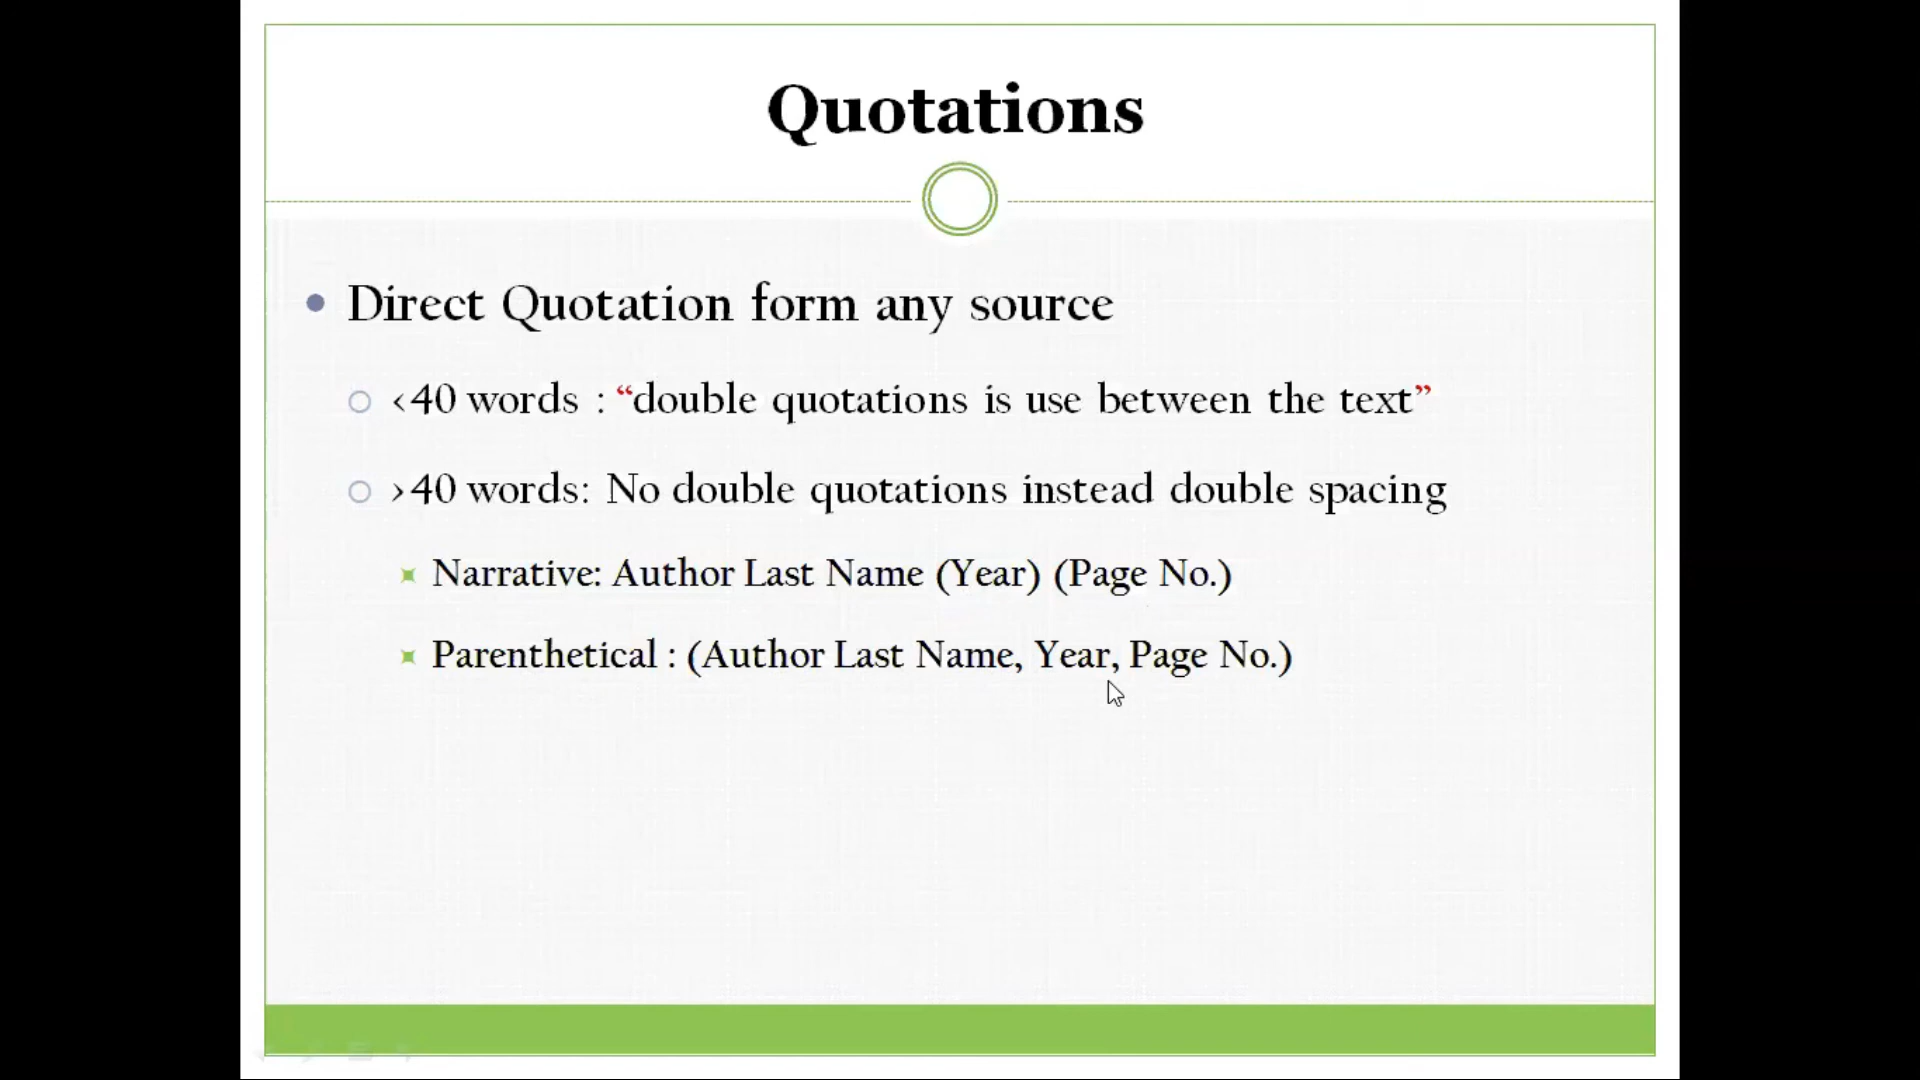 Quotations
Direct Quotation form any source
<40 words : “double quotations is use between the text”
>40 words: No double quotations instead double spacing
Narrative: Author Last Name (Year) (Page No.)
Parenthetical : (Author Last Name, Year, Page No.)